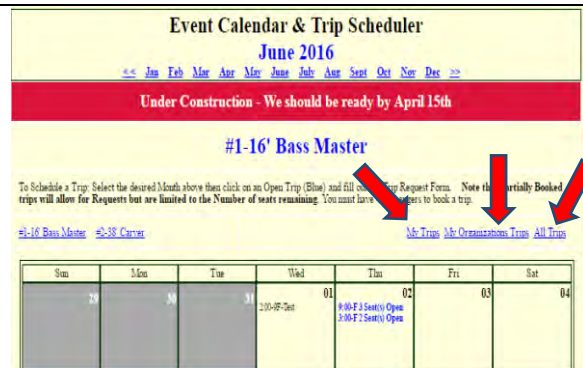 Event Calendar & Trip Scheduler
June 2016
<< Jan Feb Mar Apr May June July Aug Sept Oct Nov Dec >>
Under Construction - We should be ready by April 15th
#1-16' Bass Master
To Schedule a Trip: Select the desired Month above then click on an Open Trip (Blue) and fill out Trip Request Form. Note th Partially Booked
trips will allow for Requests but are limited to the Number of seats remaining. You must have to book a trip.
#1-16' Bass Master #2-38' Carver My Trips My Organizations Trips All Trips
Sun Mon Tue Wed Thu Fri Sat
29 30 31 01 02 03 04
2:00-9F-Test 9:00-F 3 Seat(s) Open
3:00-F 2 Seat(s) Open